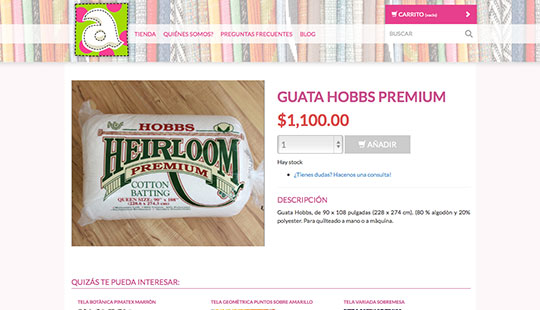 a
CARRITO (vacío)
TIENDA QUIÉNES SOMOS? PREGUNTAS FRECUENTES BLOG
BUSCAR
GUATA HOBBS PREMIUM
$1,100.00
1 AÑADIR
Hay stock
¿Tienes dudas? Hacenos una consulta!
DESCRIPCIÓN
Guata Hobbs, de 90 x 108 pulgadas (228 x 274 cm). (80 % algodón y 20%
polyester. Para quilteado a mano o a máquina.
HOBBS
HEIRLOOM
PREMIUM
COTTON
BATTING
QUEEN SIZE: 90" x 108"
(228.6 x 274.3 cm)
QUIZÁS TE PUEDA INTERESAR:
TELA BOTÁNICA PIMATEX MARRÓN TELA GEOMÉTRICA PUNTOS SOBRE AMARILLO TELA VARIADA SOBREMESA